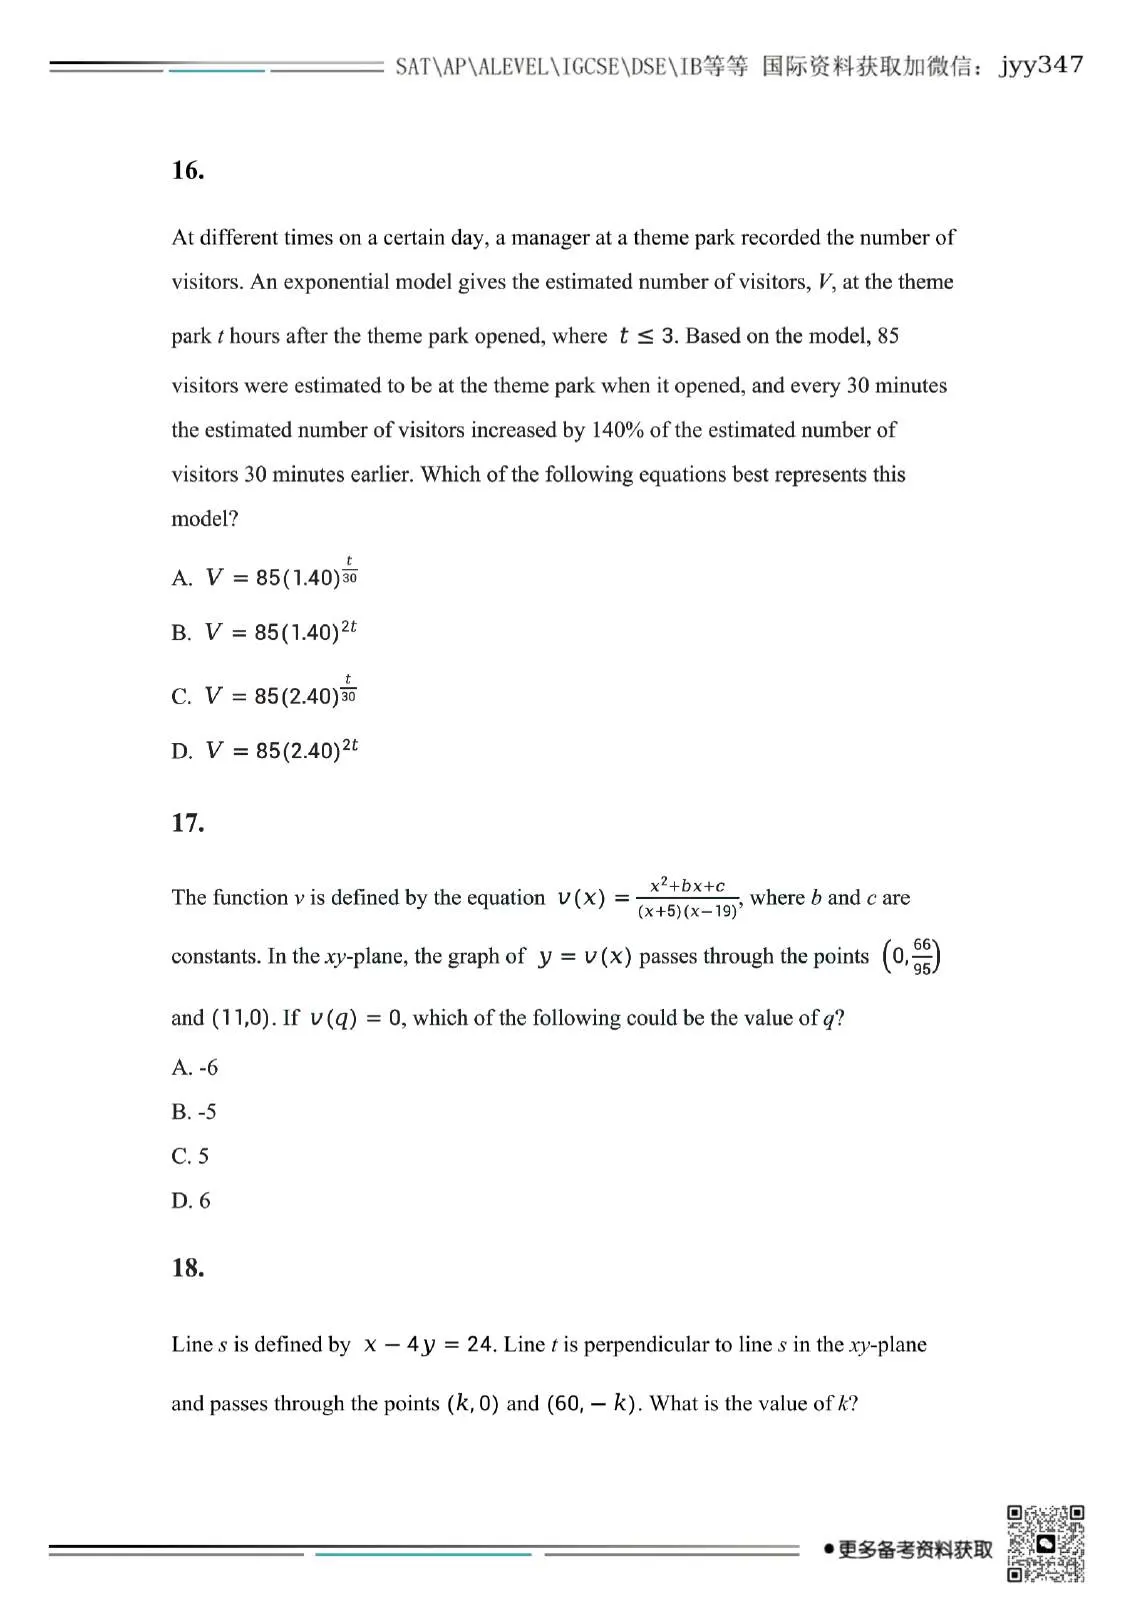 SAT\AP\ALEVEL\IGCSE\DSE\IB等等 国际资料获取加微信: jyy347
16.
At different times on a certain day, a manager at a theme park recorded the number of
visitors. An exponential model gives the estimated number of visitors, V, at the theme
park t hours after the theme park opened, where t ≤ 3. Based on the model, 85
visitors were estimated to be at the theme park when it opened, and every 30 minutes
the estimated number of visitors increased by 140% of the estimated number of
visitors 30 minutes earlier. Which of the following equations best represents this
model?
A. V = 85(1.40)^(t/30)
B. V = 85(1.40)^(2t)
C. V = 85(2.40)^(t/30)
D. V = 85(2.40)^(2t)
17.
The function v is defined by the equation v(x) = (x²+bx+c)/((x+5)(x−19)), where b and c are
constants. In the xy-plane, the graph of y = v(x) passes through the points (0, 66/95)
and (11,0). If v(q) = 0, which of the following could be the value of q?
A. -6
B. -5
C. 5
D. 6
18.
Line s is defined by x − 4y = 24. Line t is perpendicular to line s in the xy-plane
and passes through the points (k, 0) and (60, − k). What is the value of k?
●更多备考资料获取